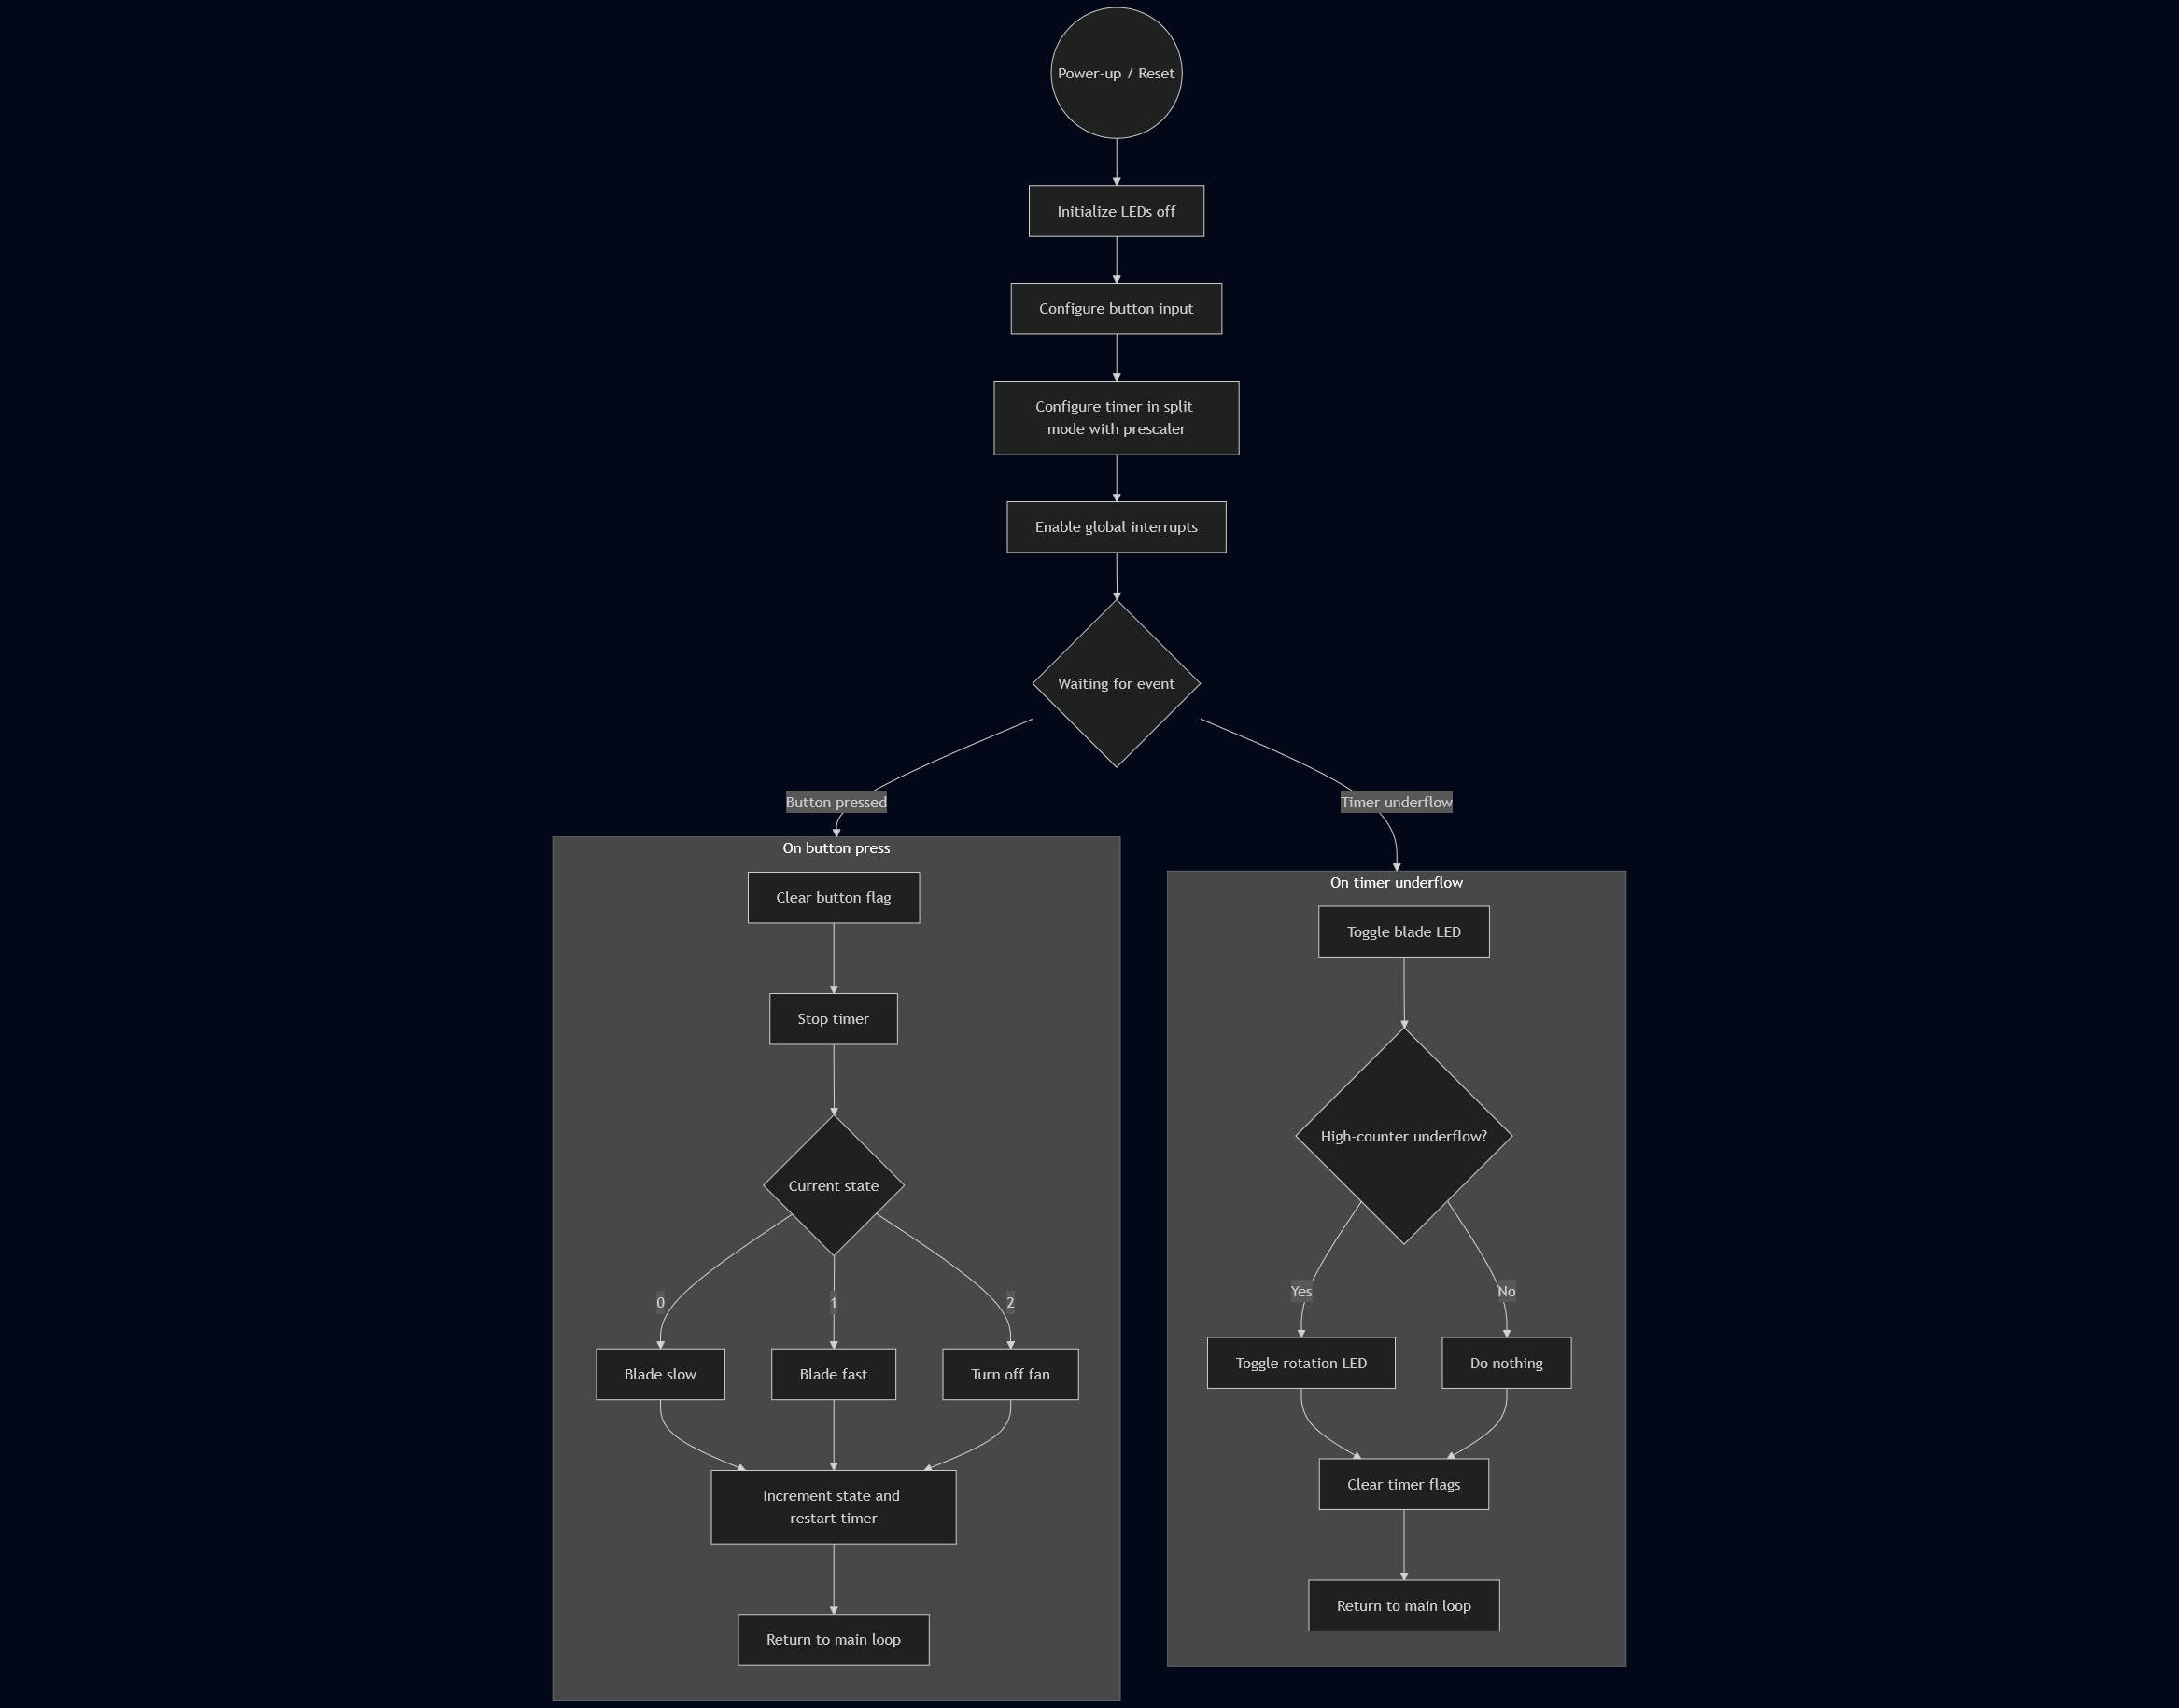 Power-up / Reset
Initialize LEDs off
Configure button input
Configure timer in split
mode with prescaler
Enable global interrupts
Waiting for event
Button pressed
Timer underflow
On button press
Clear button flag
Stop timer
Current state
0
1
2
Blade slow
Blade fast
Turn off fan
Increment state and
restart timer
Return to main loop
On timer underflow
Toggle blade LED
High-counter underflow?
Yes
No
Toggle rotation LED
Do nothing
Clear timer flags
Return to main loop